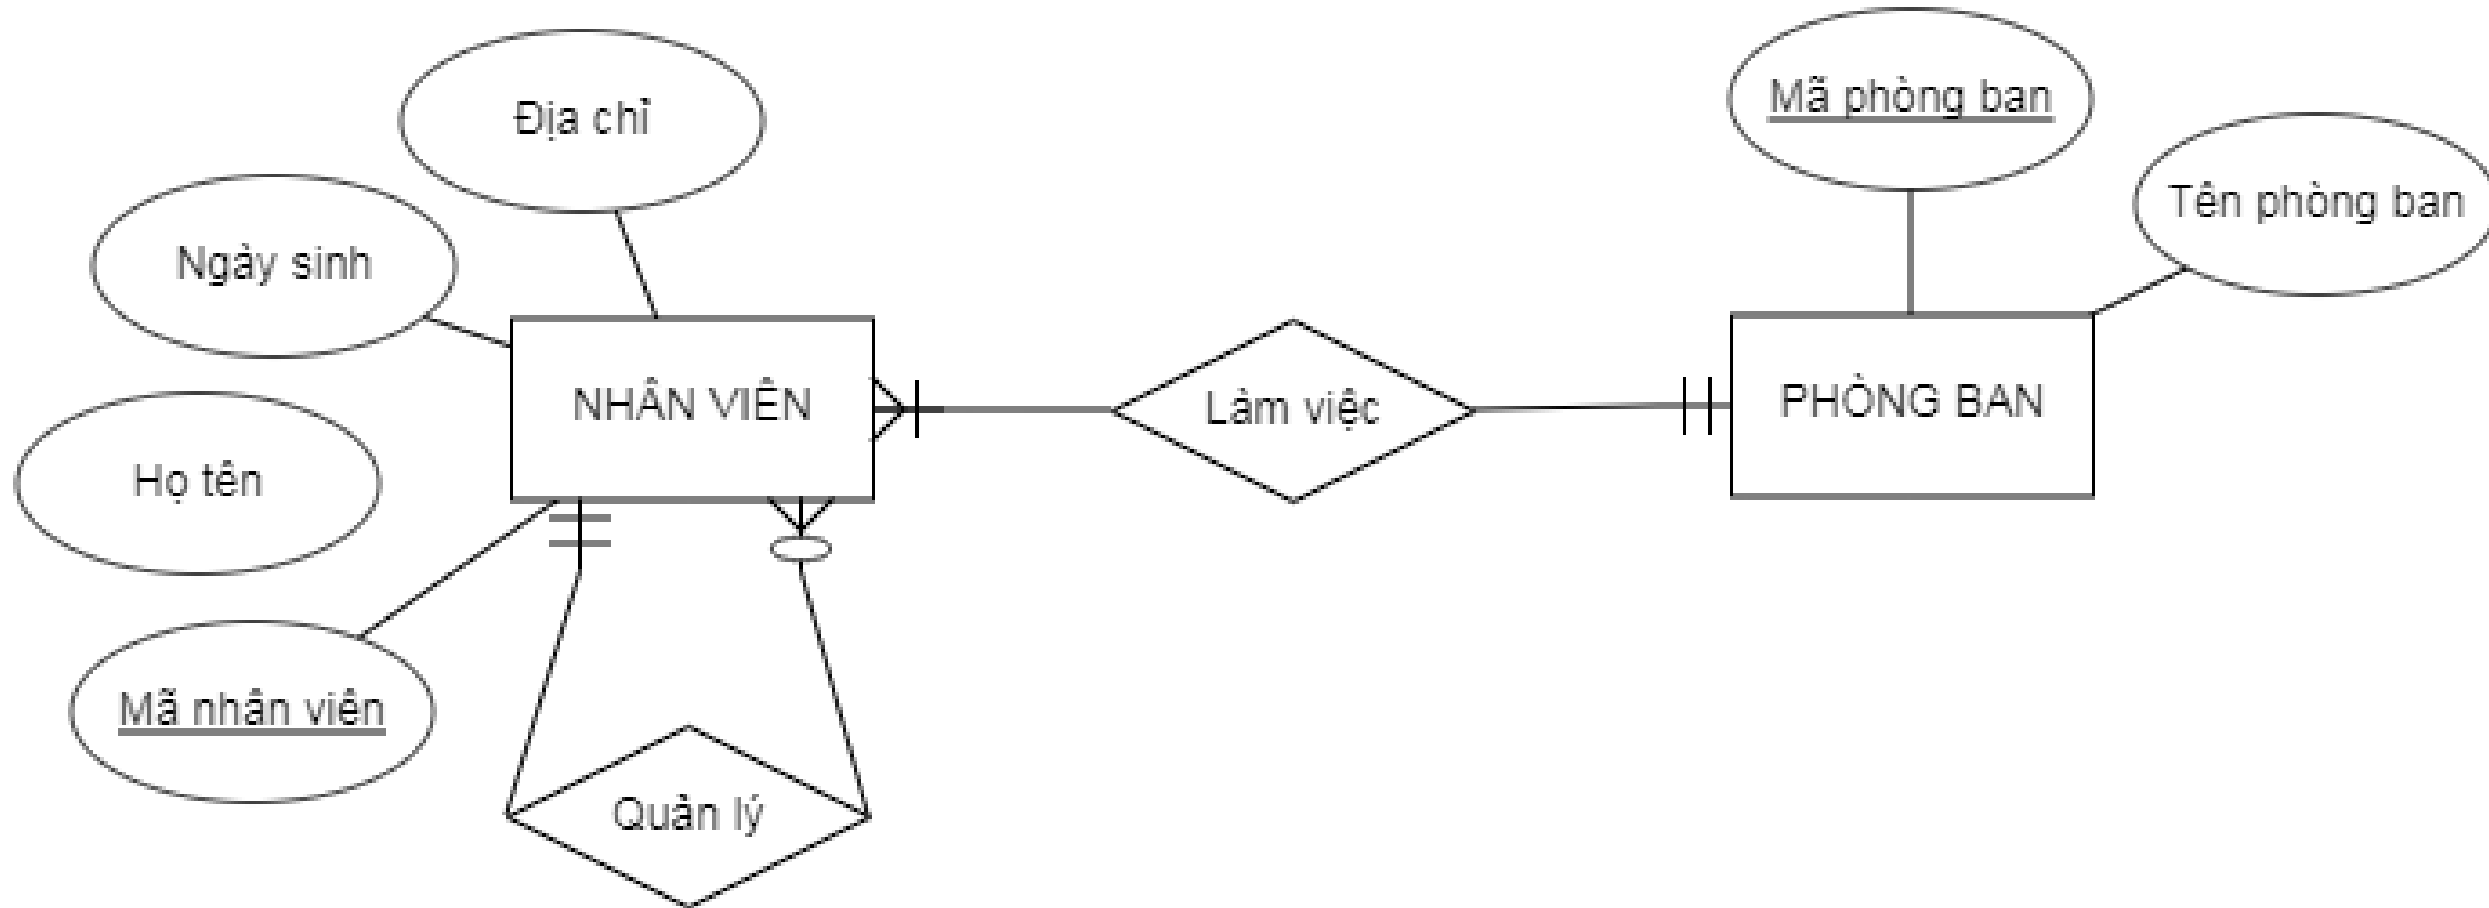 Địa chỉ
Mã phòng ban
Tên phòng ban
Ngày sinh
NHÂN VIÊN
Làm việc
PHÒNG BAN
Họ tên
Mã nhân viên
Quản lý